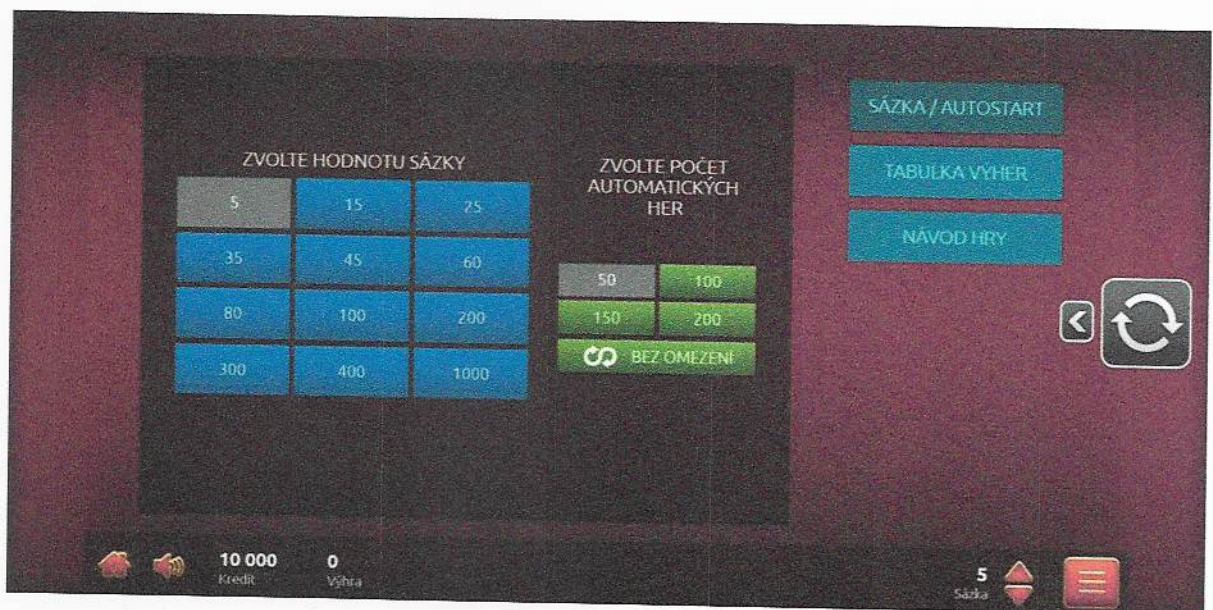 SÁZKA / AUTOSTART
TABULKA VÝHER
NÁVOD HRY
ZVOLTE HODNOTU SÁZKY
5 15 25
35 45 60
80 100 200
300 400 1000
ZVOLTE POČET
AUTOMATICKÝCH
HER
50 100
150 200
BEZ OMEZENÍ
10 000
Kredit
0
Výhra
5
Sázka